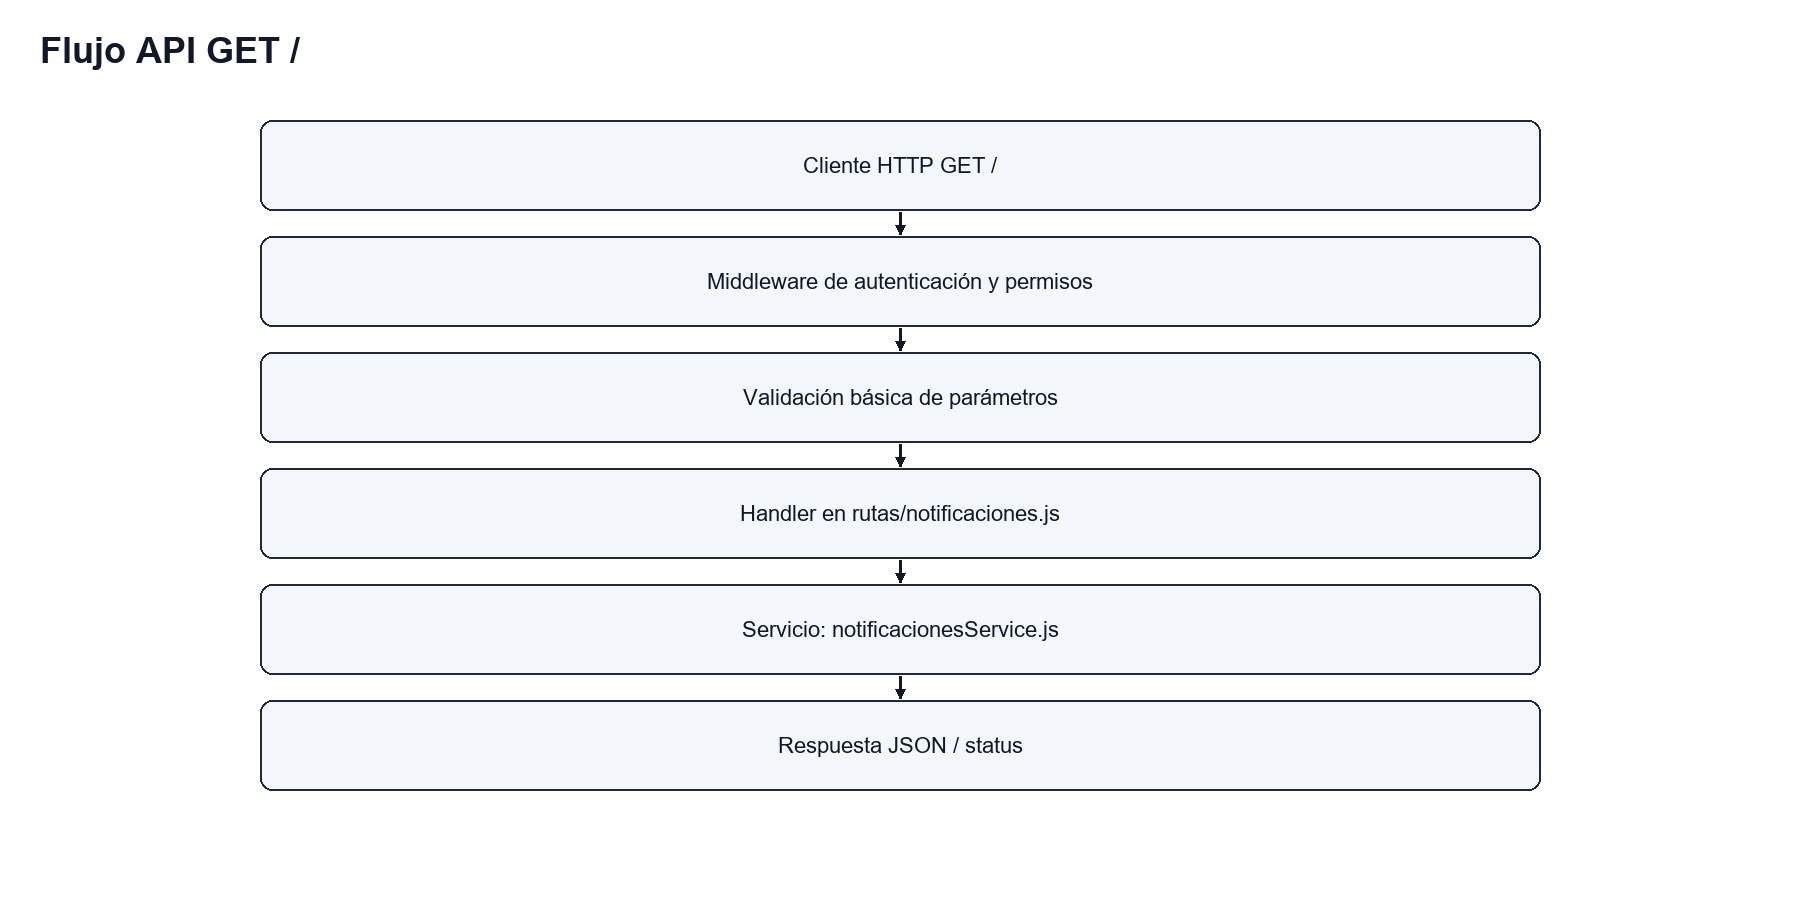 Flujo API GET /
Cliente HTTP GET /
Middleware de autenticación y permisos
Validación básica de parámetros
Handler en rutas/notificaciones.js
Servicio: notificacionesService.js
Respuesta JSON / status